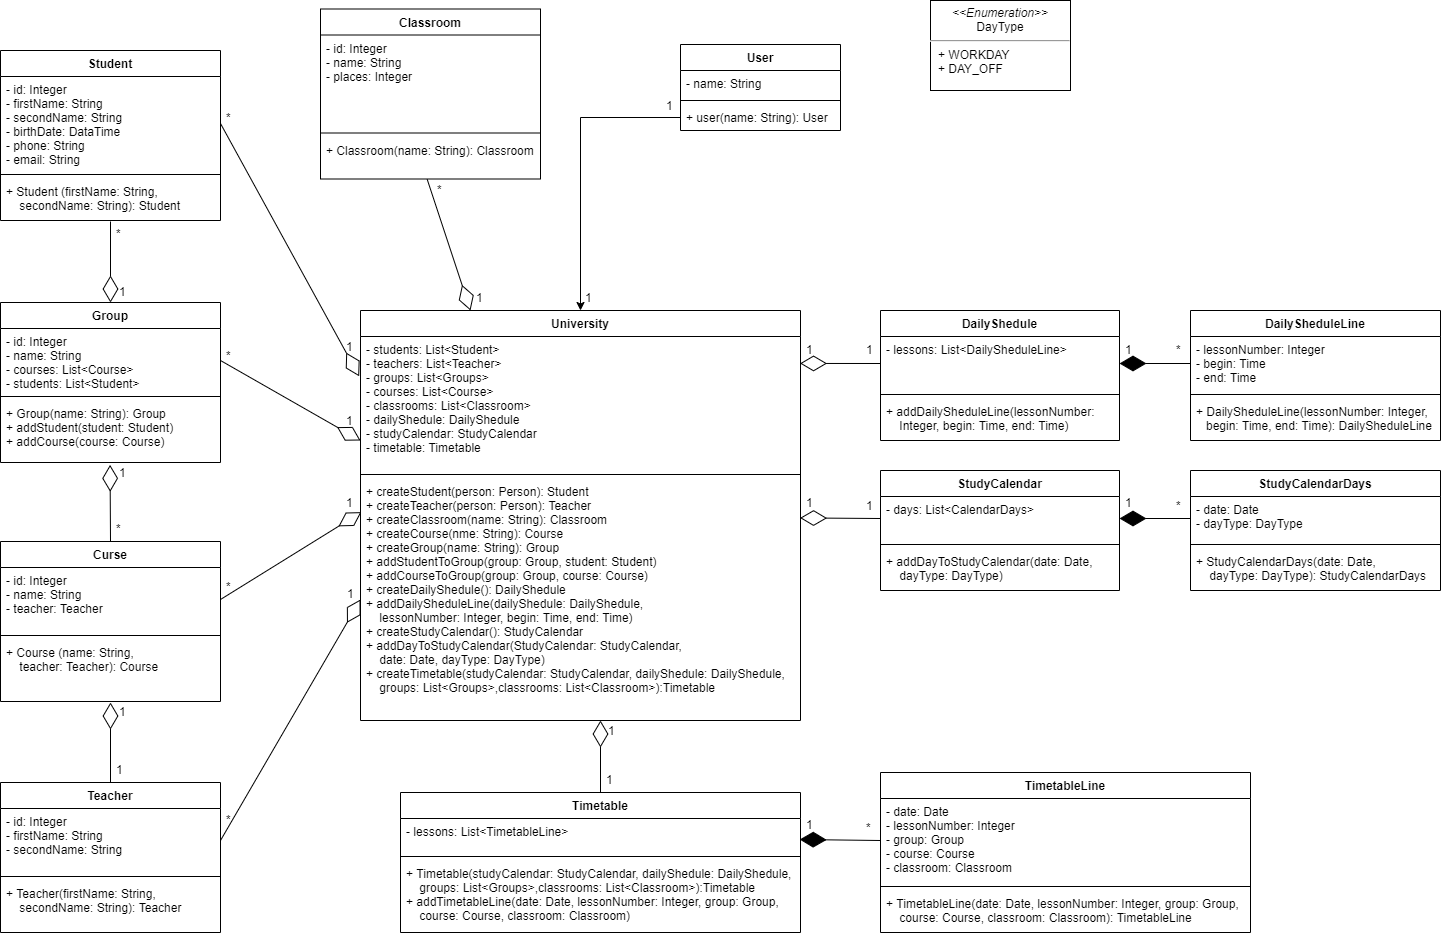 <<Enumeration>>
DayType
+ WORKDAY
+ DAY_OFF
Classroom
- id: Integer
- name: String
- places: Integer
+ Classroom(name: String): Classroom
*
1
User
- name: String
+ user(name: String): User
1
1
Student
- id: Integer
- firstName: String
- secondName: String
- birthDate: DataTime
- phone: String
- email: String
+ Student (firstName: String,
secondName: String): Student
*
1
*
1
Group
- id: Integer
- name: String
- courses: List<Course>
- students: List<Student>
+ Group(name: String): Group
+ addStudent(student: Student)
+ addCourse(course: Course)
*
1
1
*
Curse
- id: Integer
- name: String
- teacher: Teacher
+ Course (name: String,
teacher: Teacher): Course
*
1
1
1
Teacher
- id: Integer
- firstName: String
- secondName: String
+ Teacher(firstName: String,
secondName: String): Teacher
*
1
University
- students: List<Student>
- teachers: List<Teacher>
- groups: List<Groups>
- courses: List<Course>
- classrooms: List<Classroom>
- dailyShedule: DailyShedule
- studyCalendar: StudyCalendar
- timetable: Timetable
+ createStudent(person: Person): Student
+ createTeacher(person: Person): Teacher
+ createClassroom(name: String): Classroom
+ createCourse(nme: String): Course
+ createGroup(name: String): Group
+ addStudentToGroup(group: Group, student: Student)
+ addCourseToGroup(group: Group, course: Course)
+ createDailyShedule(): DailyShedule
+ addDailySheduleLine(dailyShedule: DailyShedule,
lessonNumber: Integer, begin: Time, end: Time)
+ createStudyCalendar(): StudyCalendar
+ addDayToStudyCalendar(StudyCalendar: StudyCalendar,
date: Date, dayType: DayType)
+ createTimetable(studyCalendar: StudyCalendar, dailyShedule: DailyShedule,
groups: List<Groups>,classrooms: List<Classroom>):Timetable
1
1
DailyShedule
- lessons: List<DailySheduleLine>
+ addDailySheduleLine(lessonNumber:
Integer, begin: Time, end: Time)
1
*
DailySheduleLine
- lessonNumber: Integer
- begin: Time
- end: Time
+ DailySheduleLine(lessonNumber: Integer,
begin: Time, end: Time): DailySheduleLine
1
1
StudyCalendar
- days: List<CalendarDays>
+ addDayToStudyCalendar(date: Date,
dayType: DayType)
1
*
StudyCalendarDays
- date: Date
- dayType: DayType
+ StudyCalendarDays(date: Date,
dayType: DayType): StudyCalendarDays
1
1
Timetable
- lessons: List<TimetableLine>
+ Timetable(studyCalendar: StudyCalendar, dailyShedule: DailyShedule,
groups: List<Groups>,classrooms: List<Classroom>):Timetable
+ addTimetableLine(date: Date, lessonNumber: Integer, group: Group,
course: Course, classroom: Classroom)
1
*
TimetableLine
- date: Date
- lessonNumber: Integer
- group: Group
- course: Course
- classroom: Classroom
+ TimetableLine(date: Date, lessonNumber: Integer, group: Group,
course: Course, classroom: Classroom): TimetableLine